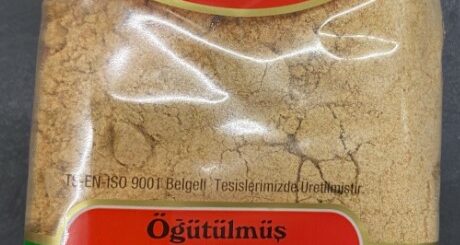 TS-EN-ISO 9001 Belgeli Tesislerimizde Üretilmiştir.
Öğütülmüş